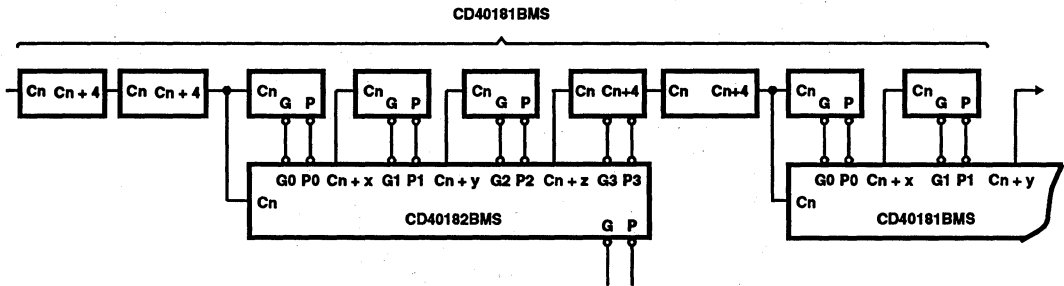 CD40181BMS
Cn Cn + 4 Cn Cn + 4 Cn Cn Cn Cn Cn+4 Cn Cn+4 Cn Cn
G P G P G P G P G P
G0 P0 Cn + x G1 P1 Cn + y G2 P2 Cn + z G3 P3 G0 P0 Cn + x G1 P1 Cn + y
Cn Cn
CD40182BMS CD40181BMS
G P